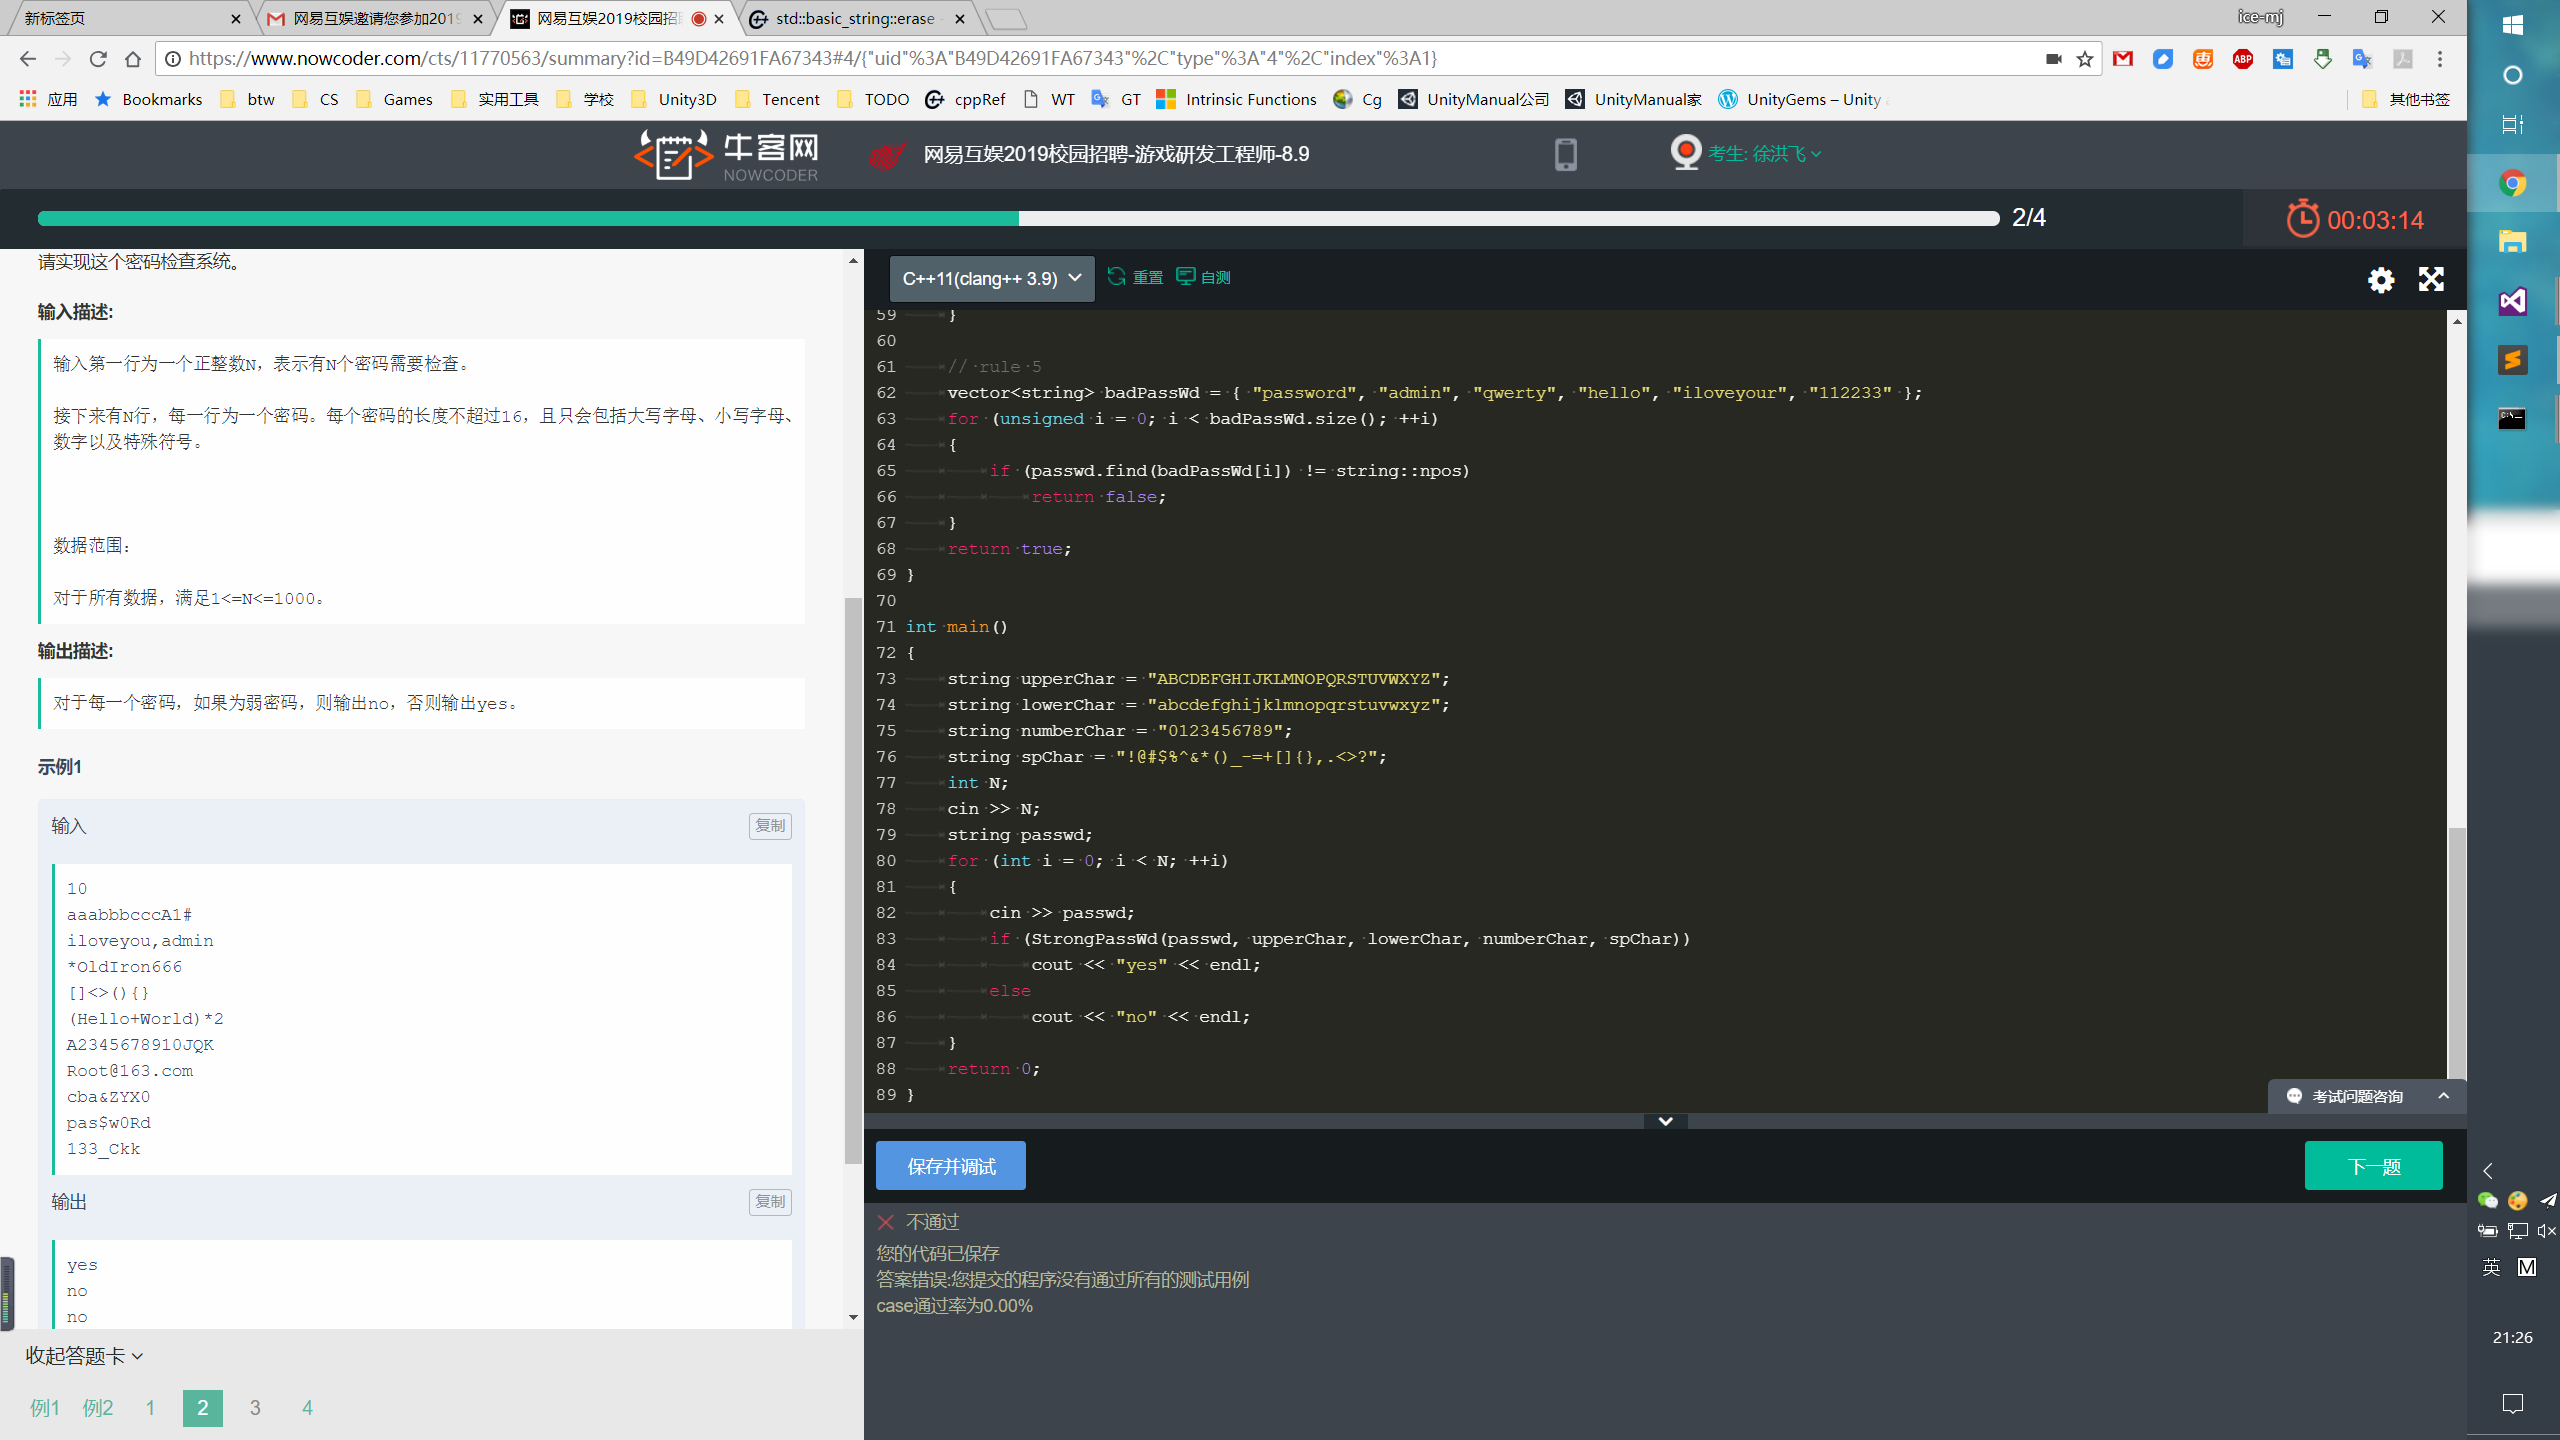 新标签页
网易互娱邀请您参加2019
网易互娱2019校园招聘
std::basic_string::erase -
ice-mj
https://www.nowcoder.com/cts/11770563/summary?id=B49D42691FA67343#4/{"uid"%3A"B49D42691FA67343"%2C"type"%3A"4"%2C"index"%3A1}
应用 Bookmarks btw CS Games 实用工具 学校 Unity3D Tencent TODO cppRef WT GT Intrinsic Functions Cg UnityManual公司 UnityManual家 UnityGems – Unity 其他书签
牛客网
NOWCODER
网易互娱2019校园招聘-游戏研发工程师-8.9
考生: 徐洪飞
2/4
00:03:14
请实现这个密码检查系统。
输入描述:
输入第一行为一个正整数N，表示有N个密码需要检查。
接下来有N行，每一行为一个密码。每个密码的长度不超过16，且只会包括大写字母、小写字母、
数字以及特殊符号。
数据范围：
对于所有数据，满足1<=N<=1000。
输出描述:
对于每一个密码，如果为弱密码，则输出no，否则输出yes。
示例1
输入
复制
10
aaabbbcccA1#
iloveyou,admin
*OldIron666
[]<>(){}
(Hello+World)*2
A2345678910JQK
Root@163.com
cba&ZYX0
pas$w0Rd
133_Ckk
输出
复制
yes
no
no
收起答题卡
例1 例2 1 2 3 4
C++11(clang++ 3.9)
重置
自测
59 }
60
61 // rule 5
62 vector<string> badPassWd = { "password", "admin", "qwerty", "hello", "iloveyour", "112233" };
63 for (unsigned i = 0; i < badPassWd.size(); ++i)
64 {
65 if (passwd.find(badPassWd[i]) != string::npos)
66 return false;
67 }
68 return true;
69 }
70
71 int main()
72 {
73 string upperChar = "ABCDEFGHIJKLMNOPQRSTUVWXYZ";
74 string lowerChar = "abcdefghijklmnopqrstuvwxyz";
75 string numberChar = "0123456789";
76 string spChar = "!@#$%^&*()_-=+[]{},.<>?";
77 int N;
78 cin >> N;
79 string passwd;
80 for (int i = 0; i < N; ++i)
81 {
82 cin >> passwd;
83 if (StrongPassWd(passwd, upperChar, lowerChar, numberChar, spChar))
84 cout << "yes" << endl;
85 else
86 cout << "no" << endl;
87 }
88 return 0;
89 }
考试问题咨询
保存并调试
下一题
不通过
您的代码已保存
答案错误:您提交的程序没有通过所有的测试用例
case通过率为0.00%
英 M
21:26